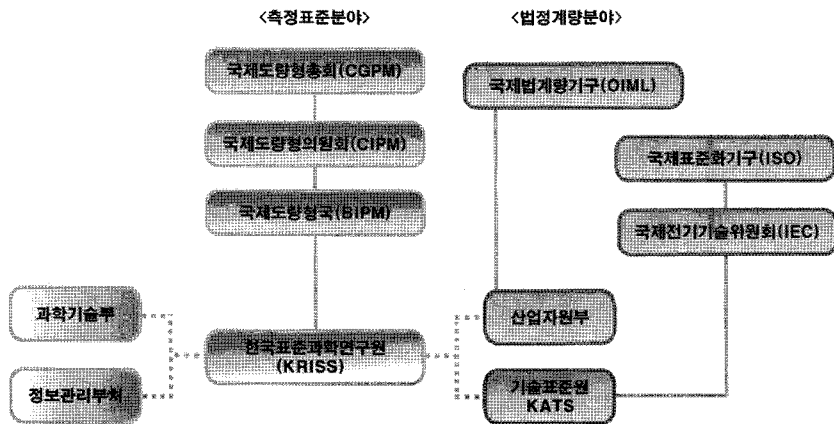 <측정표준분야>
<법정계량분야>
국제도량형총회(CGPM)
국제법계량기구(OIML)
국제도량형의원회(CIPM)
국제표준화기구(ISO)
국제도량형국(BIPM)
국제전기기술위원회(IEC)
과학기술부
산업자원부
한국표준과학연구원
(KRISS)
정보관리부처
기술표준원
KATS